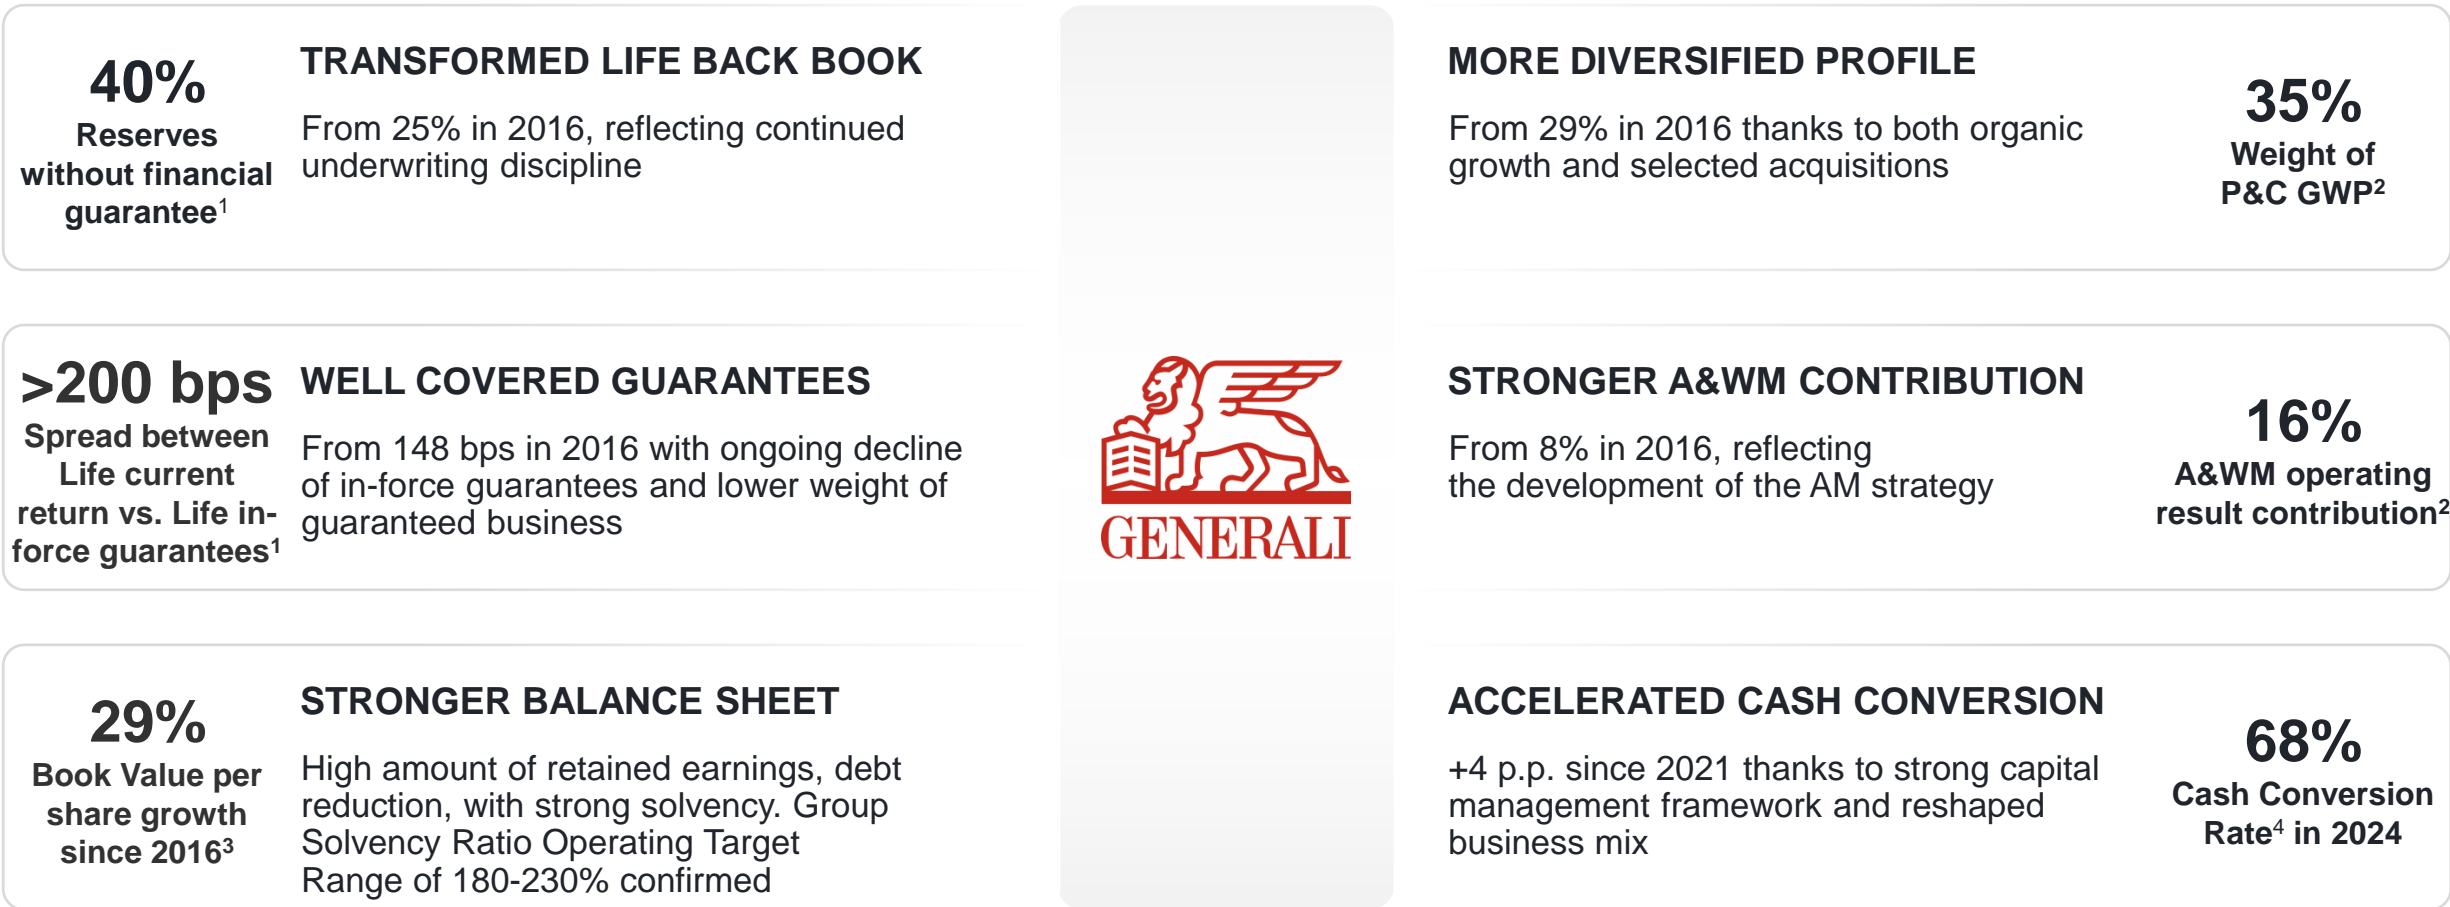 40%
Reserves
without financial
guarantee¹
TRANSFORMED LIFE BACK BOOK
From 25% in 2016, reflecting continued
underwriting discipline
MORE DIVERSIFIED PROFILE
From 29% in 2016 thanks to both organic
growth and selected acquisitions
35%
Weight of
P&C GWP²
>200 bps
Spread between
Life current
return vs. Life in-
force guarantees¹
WELL COVERED GUARANTEES
From 148 bps in 2016 with ongoing decline
of in-force guarantees and lower weight of
guaranteed business
GENERALI
STRONGER A&WM CONTRIBUTION
From 8% in 2016, reflecting
the development of the AM strategy
16%
A&WM operating
result contribution²
29%
Book Value per
share growth
since 2016³
STRONGER BALANCE SHEET
High amount of retained earnings, debt
reduction, with strong solvency. Group
Solvency Ratio Operating Target
Range of 180-230% confirmed
ACCELERATED CASH CONVERSION
+4 p.p. since 2021 thanks to strong capital
management framework and reshaped
business mix
68%
Cash Conversion
Rate⁴ in 2024